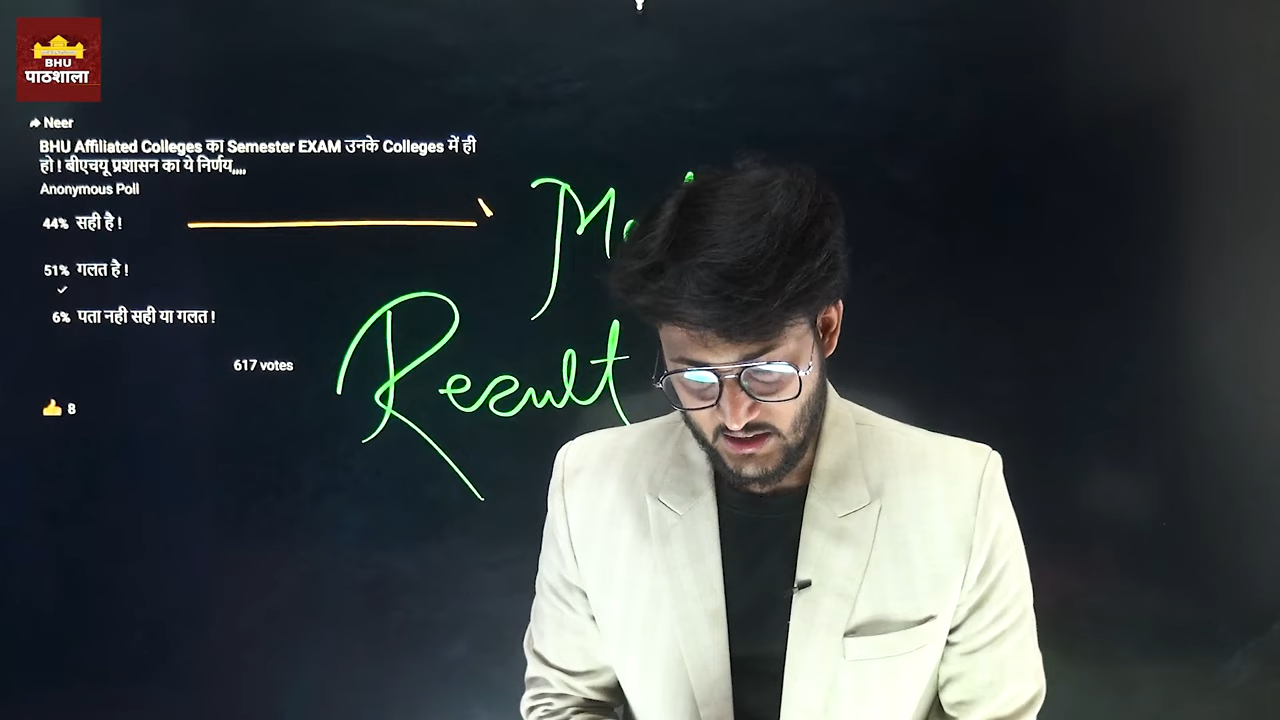 BHU
पाठशाला
Neer
BHU Affiliated Colleges का Semester EXAM उनके Colleges में ही
हो ! बीएचयू प्रशासन का ये निर्णय,,,,
Anonymous Poll
44% सही है !
51% गलत है !
6% पता नही सही या गलत !
617 votes
8
Result